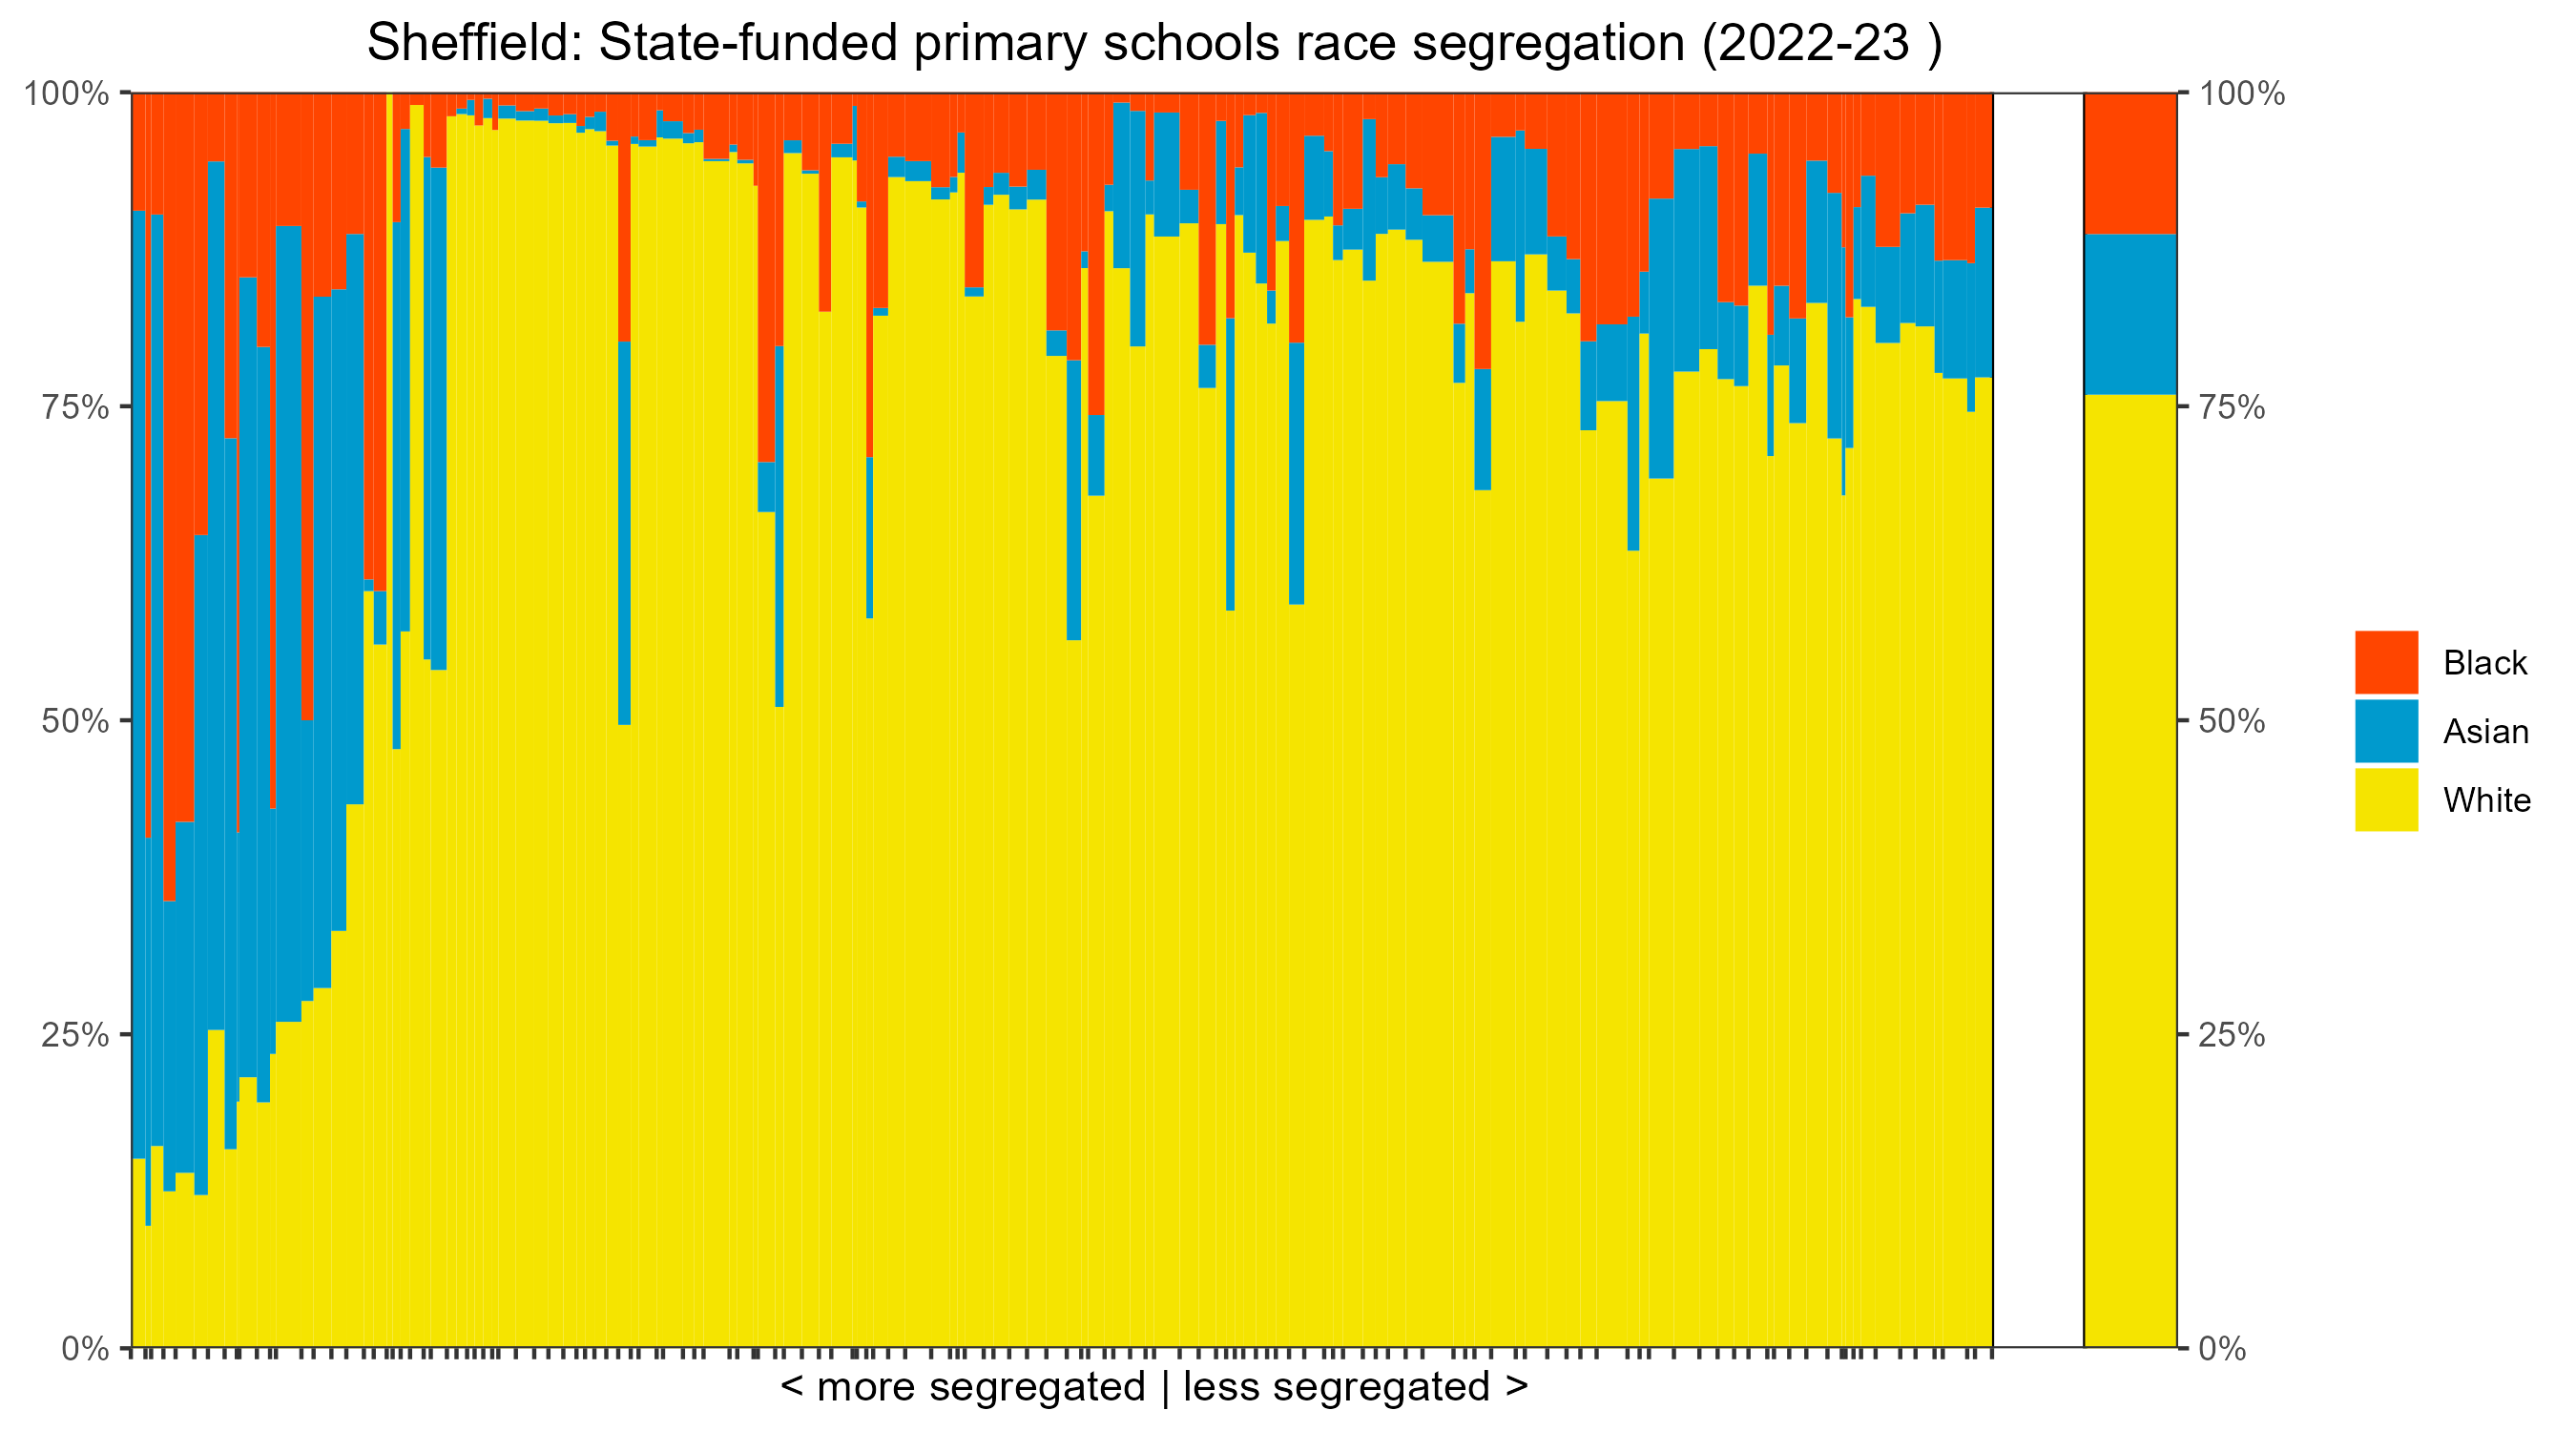 Sheffield: State-funded primary schools race segregation (2022-23 )
100%
75%
50%
25%
0%
100%
75%
50%
25%
0%
Black
Asian
White
< more segregated | less segregated >